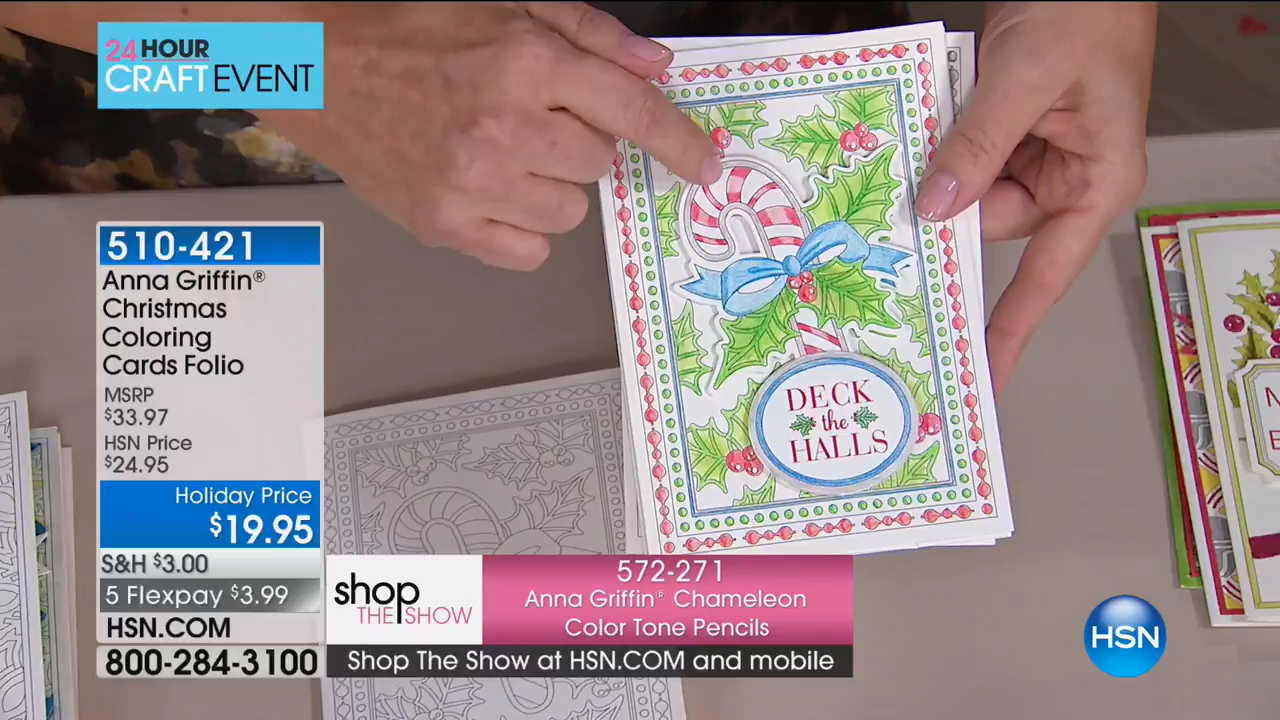 24 HOUR
CRAFT EVENT
510-421
Anna Griffin®
Christmas
Coloring
Cards Folio
MSRP
$33.97
HSN Price
$24.95
Holiday Price
$19.95
S&H $3.00
5 Flexpay $3.99
HSN.COM
800-284-3100
DECK
the
HALLS
shop
THE SHOW
572-271
Anna Griffin® Chameleon
Color Tone Pencils
Shop The Show at HSN.COM and mobile
HSN